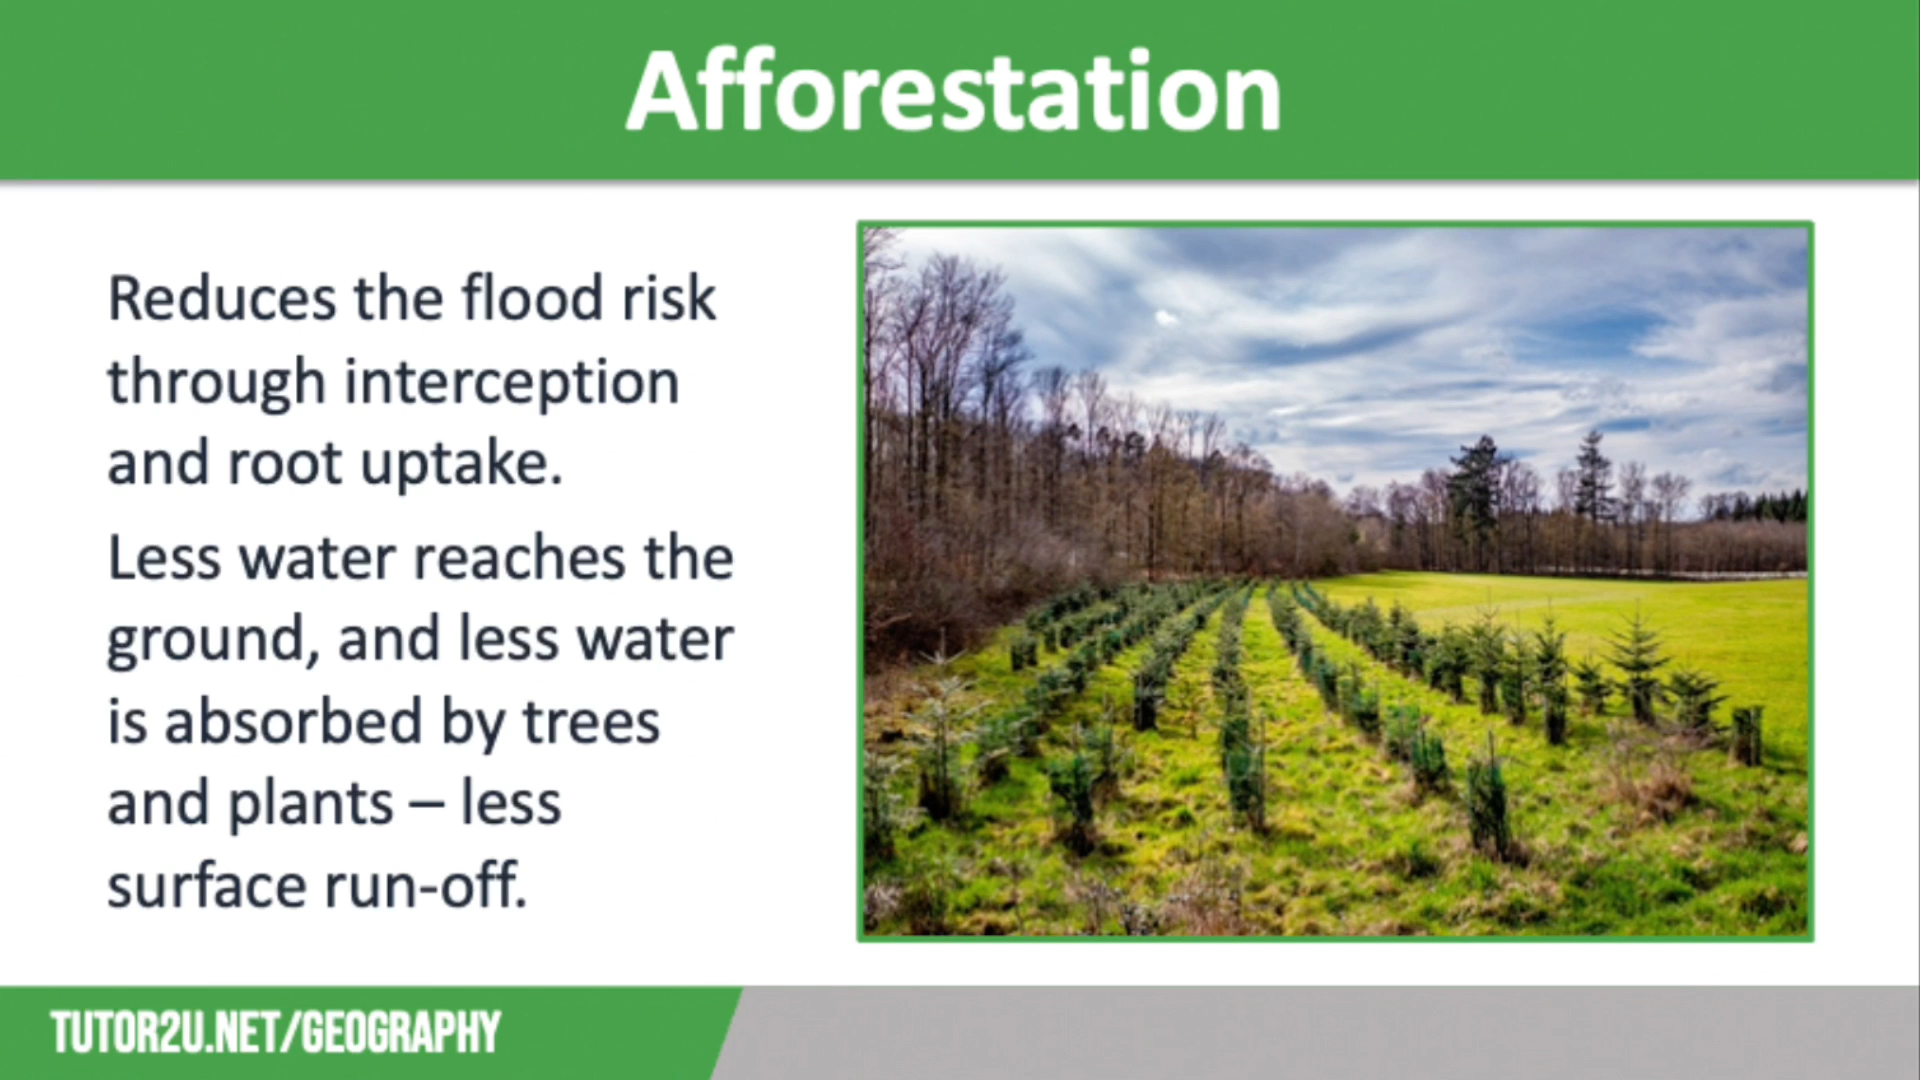 Afforestation
Reduces the flood risk
through interception
and root uptake.
Less water reaches the
ground, and less water
is absorbed by trees
and plants – less
surface run-off.
TUTOR2U.NET/GEOGRAPHY